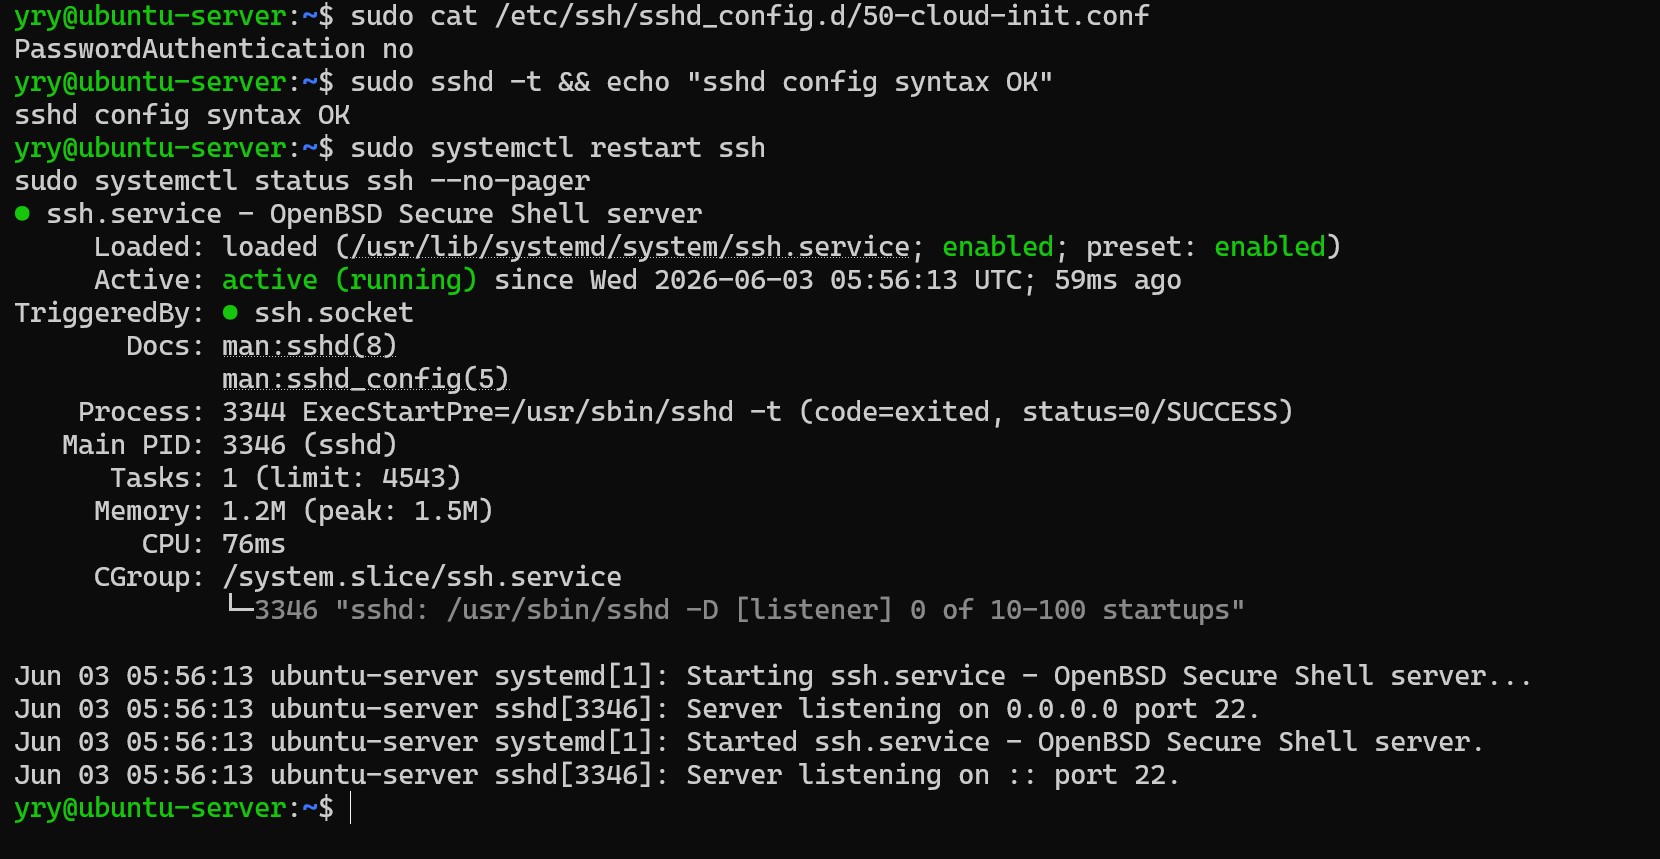 yry@ubuntu-server:~$ sudo cat /etc/ssh/sshd_config.d/50-cloud-init.conf
PasswordAuthentication no
yry@ubuntu-server:~$ sudo sshd -t && echo "sshd config syntax OK"
sshd config syntax OK
yry@ubuntu-server:~$ sudo systemctl restart ssh
sudo systemctl status ssh --no-pager
● ssh.service - OpenBSD Secure Shell server
     Loaded: loaded (/usr/lib/systemd/system/ssh.service; enabled; preset: enabled)
     Active: active (running) since Wed 2026-06-03 05:56:13 UTC; 59ms ago
TriggeredBy: ● ssh.socket
       Docs: man:sshd(8)
             man:sshd_config(5)
    Process: 3344 ExecStartPre=/usr/sbin/sshd -t (code=exited, status=0/SUCCESS)
   Main PID: 3346 (sshd)
      Tasks: 1 (limit: 4543)
     Memory: 1.2M (peak: 1.5M)
        CPU: 76ms
     CGroup: /system.slice/ssh.service
             └─3346 "sshd: /usr/sbin/sshd -D [listener] 0 of 10-100 startups"

Jun 03 05:56:13 ubuntu-server systemd[1]: Starting ssh.service - OpenBSD Secure Shell server...
Jun 03 05:56:13 ubuntu-server sshd[3346]: Server listening on 0.0.0.0 port 22.
Jun 03 05:56:13 ubuntu-server systemd[1]: Started ssh.service - OpenBSD Secure Shell server.
Jun 03 05:56:13 ubuntu-server sshd[3346]: Server listening on :: port 22.
yry@ubuntu-server:~$